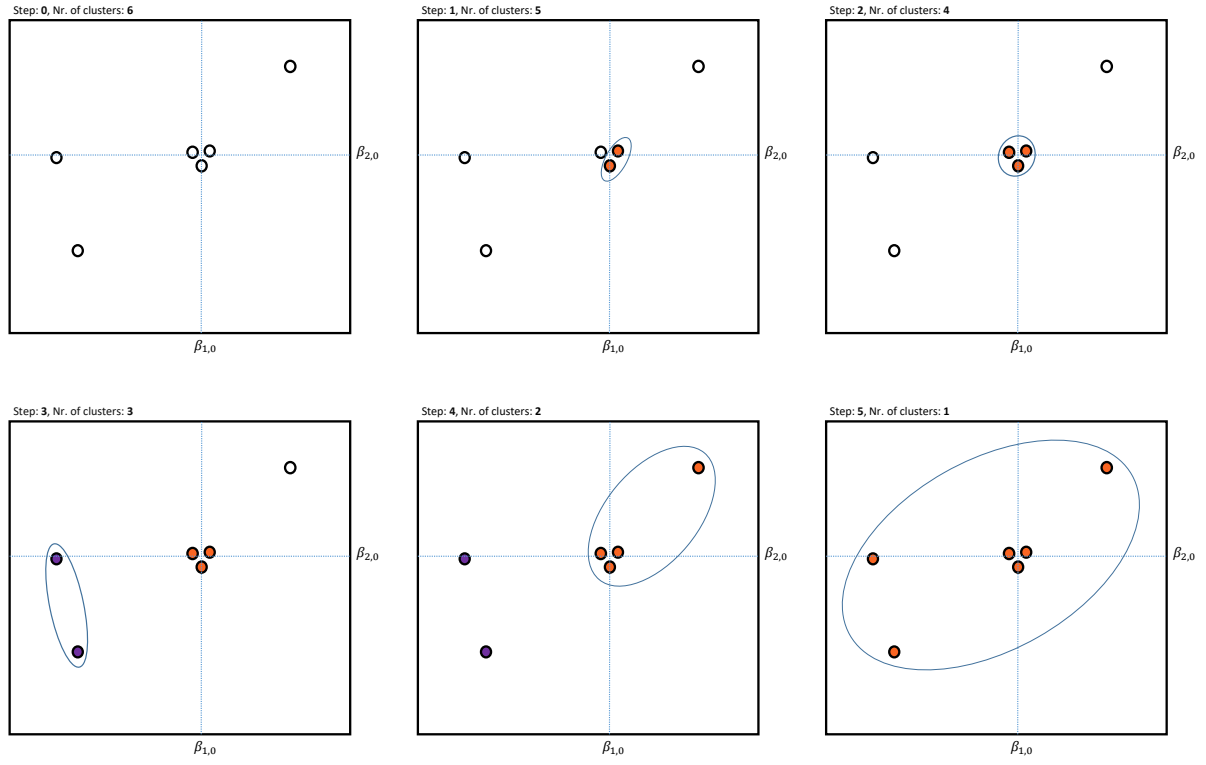 Step: 0, Nr. of clusters: 6
β2,0
β1,0
Step: 1, Nr. of clusters: 5
β2,0
β1,0
Step: 2, Nr. of clusters: 4
β2,0
β1,0
Step: 3, Nr. of clusters: 3
β2,0
β1,0
Step: 4, Nr. of clusters: 2
β2,0
β1,0
Step: 5, Nr. of clusters: 1
β2,0
β1,0